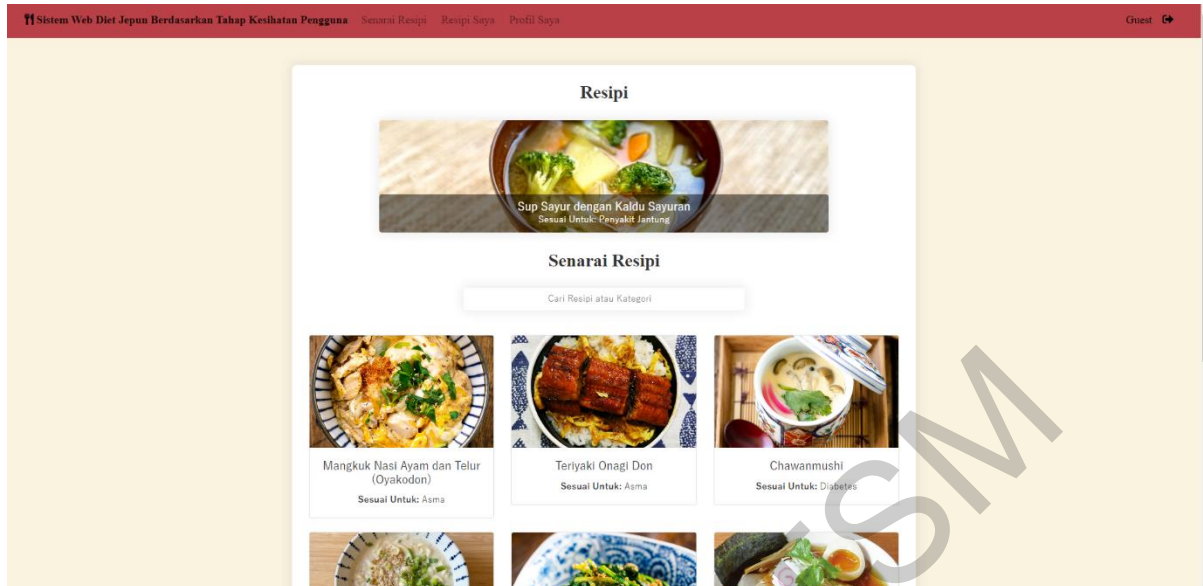 Sistem Web Diet Jepun Berdasarkan Tahap Kesihatan Pengguna Senarai Resipi Resipi Saya Profil Saya Guest
Resipi
Sup Sayur dengan Kaldu Sayuran
Sesuai Untuk: Penyakit Jantung
Senarai Resipi
Cari Resipi atau Kategori
Mangkuk Nasi Ayam dan Telur
(Oyakodon)
Sesuai Untuk: Asma
Teriyaki Onagi Don
Sesuai Untuk: Asma
Chawanmushi
Sesuai Untuk: Diabetes
SM